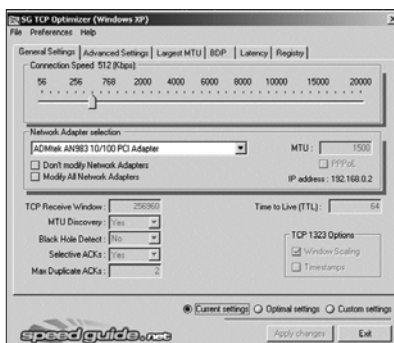 SG TCP Optimizer (Windows XP)
File Preferences Help
General Settings Advanced Settings Largest MTU BDP Latency Registry
Connection Speed 512 (Kbps)
56 256 768 2000 4000 6000 8000 10000 15000 20000
Network Adapter selection
ADMtek AN983 10/100 PCI Adapter
MTU : 1500
Don't modify Network Adapters
PPPoE
Modify All Network Adapters
IP address : 192.168.0.2
TCP Receive Window : 256960
Time to Live (TTL) : 64
MTU Discovery : Yes
Black Hole Detect : No
TCP 1323 Options
Selective ACKs : Yes
Window Scaling
Max Duplicate ACKs : 2
Timestamps
Current settings Optimal settings Custom settings
speedguide.net
Apply changes Exit